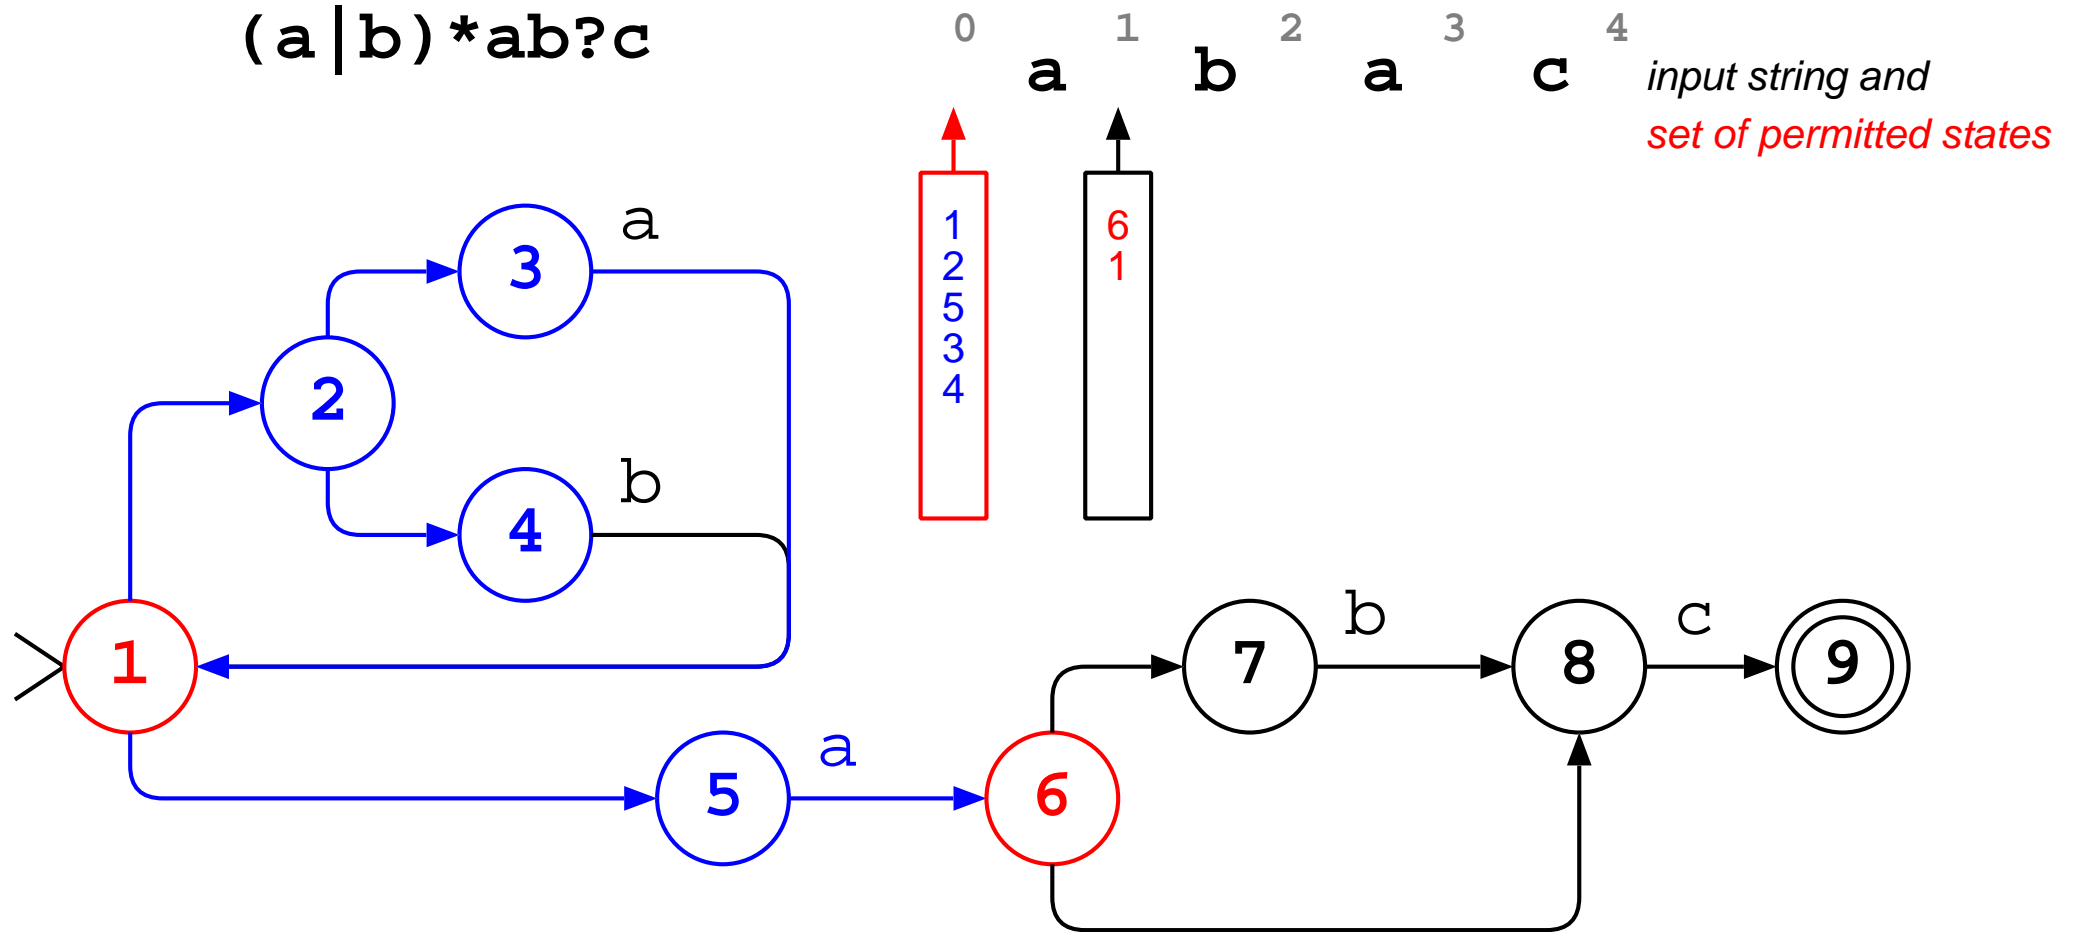 (a|b)*ab?c
0 1 2 3 4
a b a c
input string and
set of permitted states
1 6
2 1
5
3
4
3 a
2
4 b
1
7 b 8 c 9
5 a 6